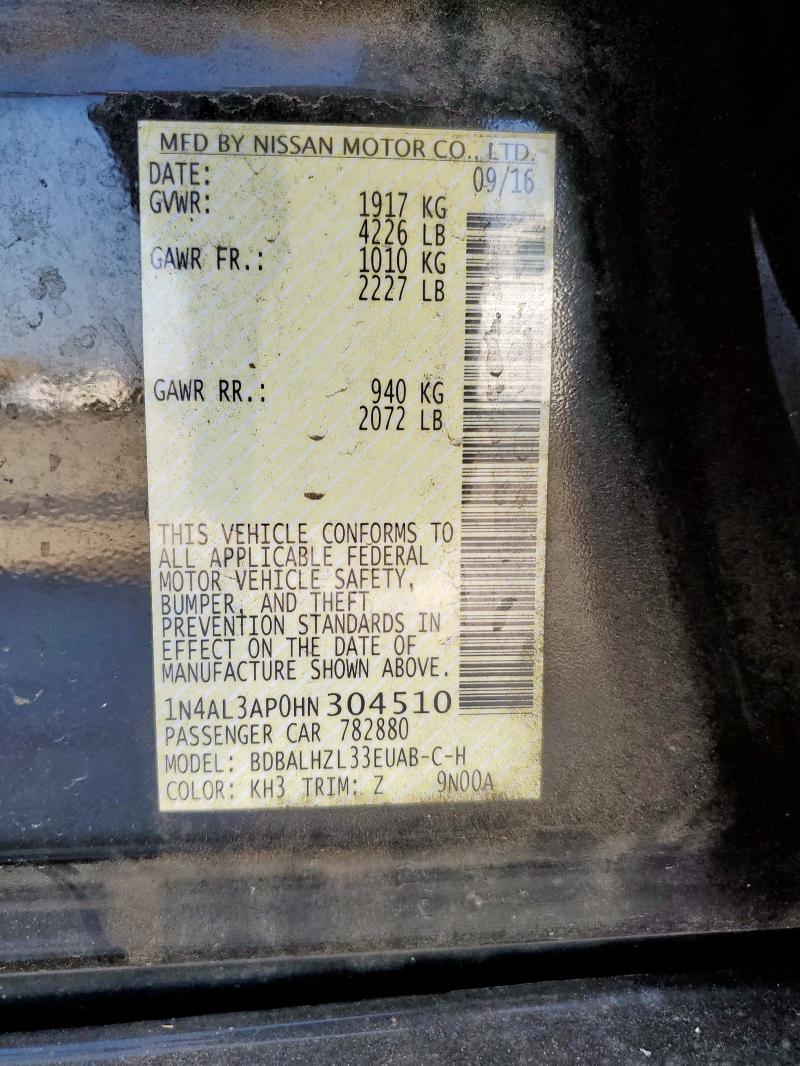 MFD BY NISSAN MOTOR CO., LTD.
DATE: 09/16
GVWR: 1917 KG
4226 LB
GAWR FR.: 1010 KG
2227 LB
GAWR RR.: 940 KG
2072 LB
THIS VEHICLE CONFORMS TO
ALL APPLICABLE FEDERAL
MOTOR VEHICLE SAFETY,
BUMPER, AND THEFT
PREVENTION STANDARDS IN
EFFECT ON THE DATE OF
MANUFACTURE SHOWN ABOVE.
1N4AL3AP0HN 304510
PASSENGER CAR 782880
MODEL: BDBALHZL33EUAB-C-H
COLOR: KH3 TRIM: Z 9N00A